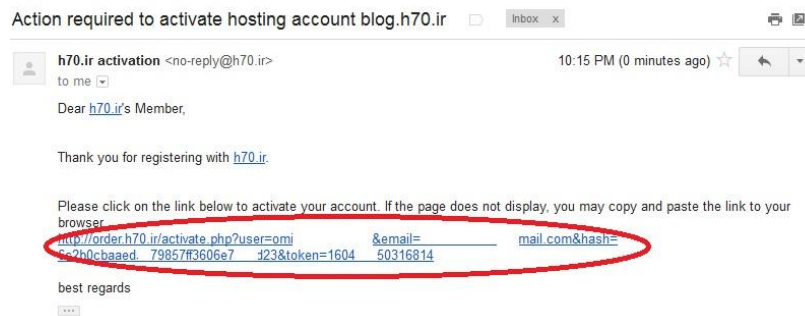 Action required to activate hosting account blog.h70.ir Inbox x
h70.ir activation <no-reply@h70.ir> 10:15 PM (0 minutes ago)
to me
Dear h70.ir's Member,
Thank you for registering with h70.ir.
Please click on the link below to activate your account. If the page does not display, you may copy and paste the link to your
browser
http://order.h70.ir/activate.php?user=omi &email= mail.com&hash=
79857ff3606e7 d23&token=1604 50316814
best regards